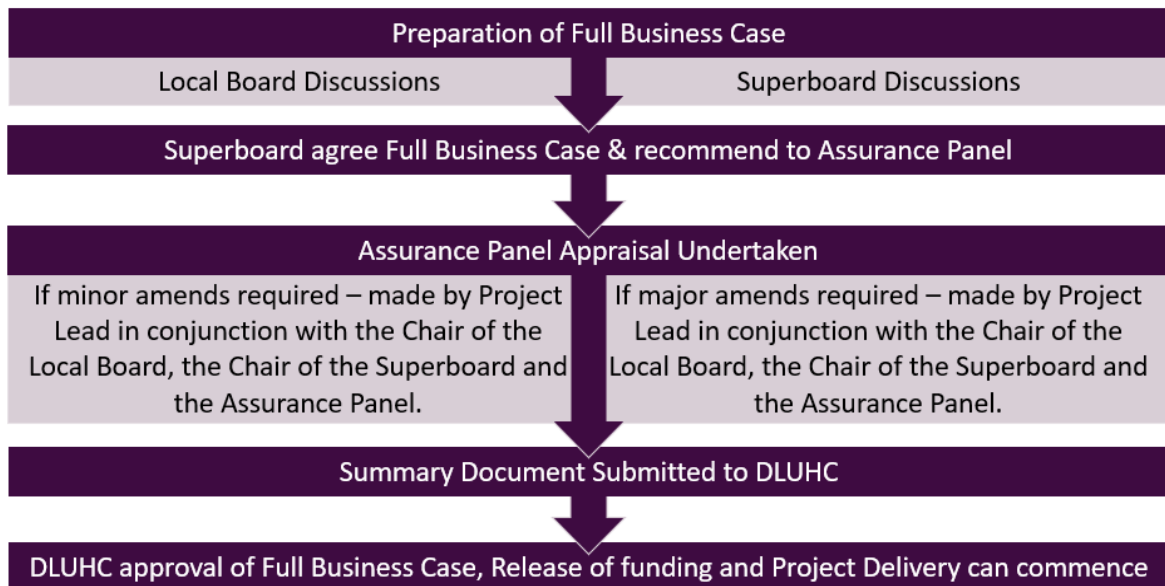 Preparation of Full Business Case
Local Board Discussions
Superboard Discussions
Superboard agree Full Business Case & recommend to Assurance Panel
Assurance Panel Appraisal Undertaken
If minor amends required – made by Project
Lead in conjunction with the Chair of the
Local Board, the Chair of the Superboard and
the Assurance Panel.
If major amends required – made by Project
Lead in conjunction with the Chair of the
Local Board, the Chair of the Superboard and
the Assurance Panel.
Summary Document Submitted to DLUHC
DLUHC approval of Full Business Case, Release of funding and Project Delivery can commence